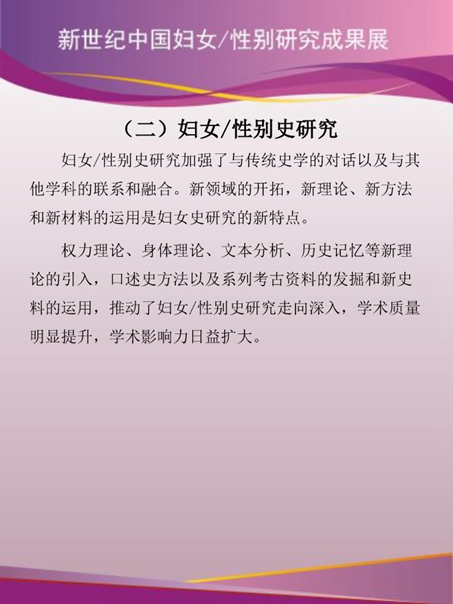 新世纪中国妇女/性别研究成果展
（二）妇女/性别史研究
妇女/性别史研究加强了与传统史学的对话以及与其
他学科的联系和融合。新领域的开拓，新理论、新方法
和新材料的运用是妇女史研究的新特点。
权力理论、身体理论、文本分析、历史记忆等新理
论的引入，口述史方法以及系列考古资料的发掘和新史
料的运用，推动了妇女/性别史研究走向深入，学术质量
明显提升，学术影响力日益扩大。